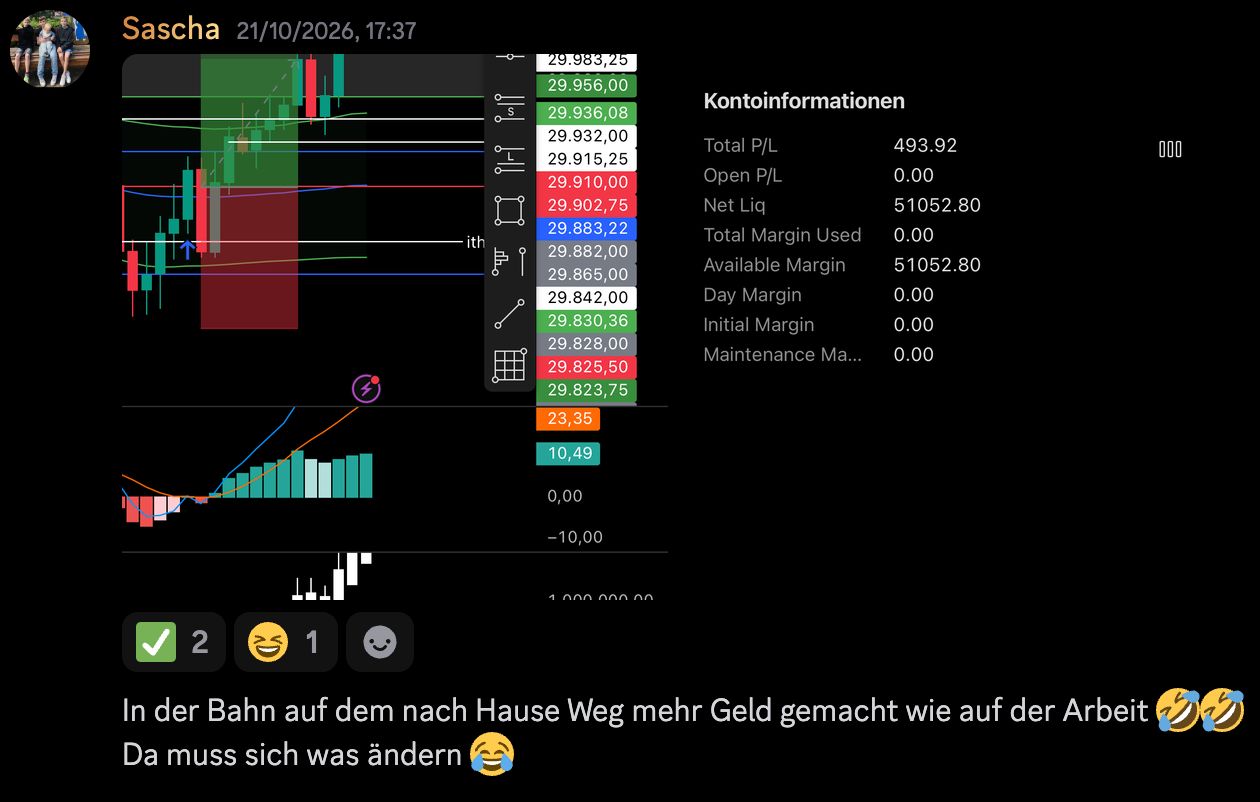 Sascha 21/10/2026, 17:37
29.983,25
29.956,00
29.936,08
29.932,00
29.915,25
29.910,00
29.902,75
29.883,22
29.882,00
29.865,00
29.842,00
29.830,36
29.828,00
29.825,50
29.823,75
S
L
ith
23,35
10,49
0,00
−10,00
1.000.000,00
Kontoinformationen
Total P/L 493.92
Open P/L 0.00
Net Liq 51052.80
Total Margin Used 0.00
Available Margin 51052.80
Day Margin 0.00
Initial Margin 0.00
Maintenance Ma... 0.00
✅ 2 😆 1
In der Bahn auf dem nach Hause Weg mehr Geld gemacht wie auf der Arbeit 🤣🤣
Da muss sich was ändern 😂